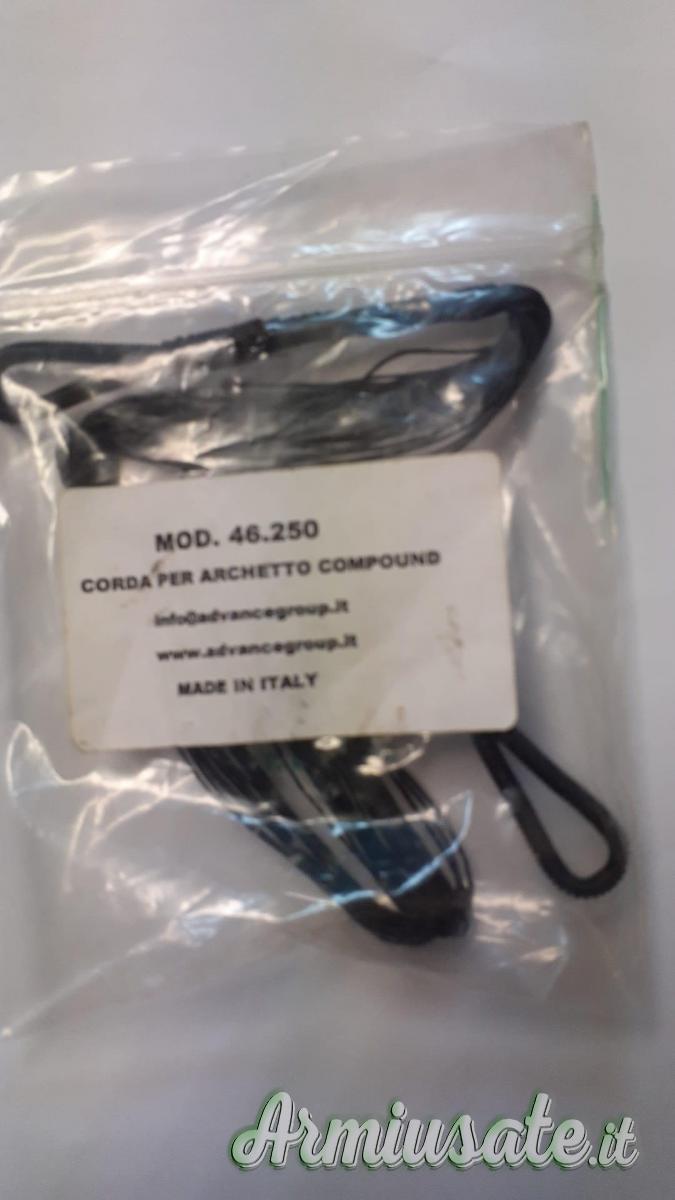 MOD. 46.250
CORDA PER ARCHETTO COMPOUND
info@advancegroup.it
www.advancegroup.it
MADE IN ITALY
Armiusate.it